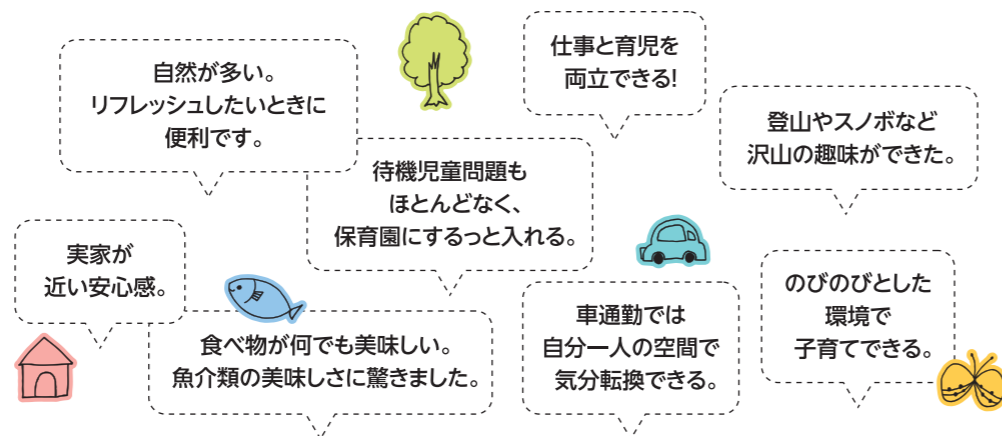 自然が多い。
リフレッシュしたいときに
便利です。
仕事と育児を
両立できる!
登山やスノボなど
沢山の趣味ができた。
待機児童問題も
ほとんどなく、
保育園にするっと入れる。
実家が
近い安心感。
食べ物が何でも美味しい。
魚介類の美味しさに驚きました。
車通勤では
自分一人の空間で
気分転換できる。
のびのびとした
環境で
子育てできる。